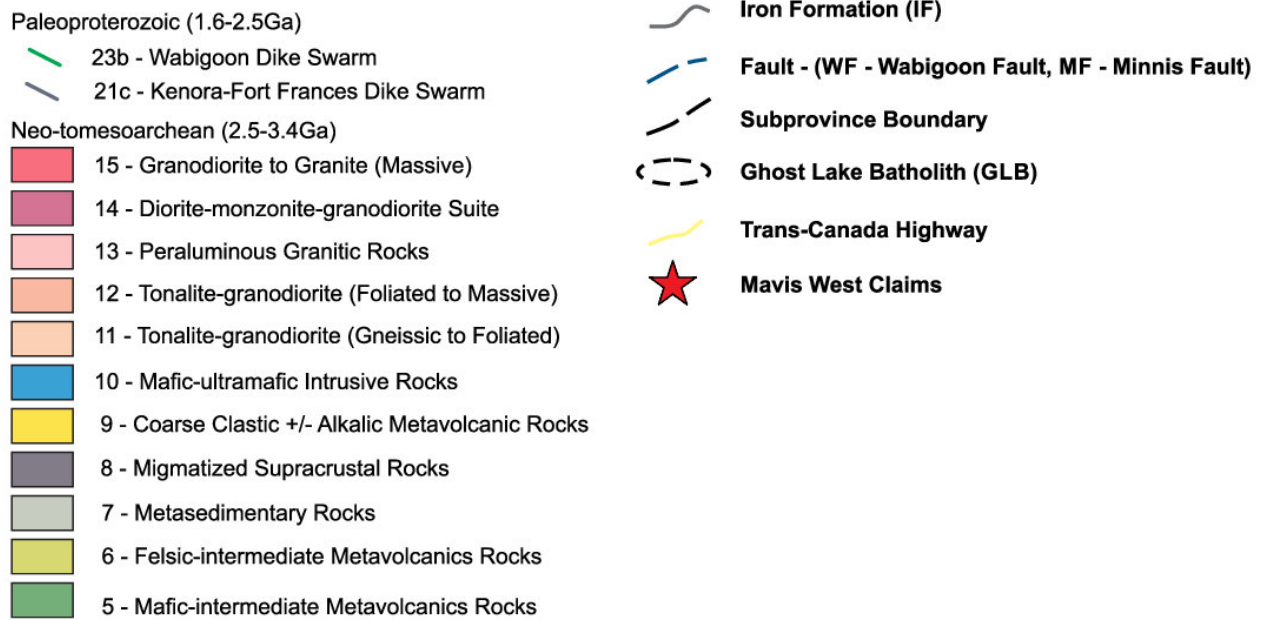 Paleoproterozoic (1.6-2.5Ga)
23b - Wabigoon Dike Swarm
21c - Kenora-Fort Frances Dike Swarm
Neo-tomesoarchean (2.5-3.4Ga)
15 - Granodiorite to Granite (Massive)
14 - Diorite-monzonite-granodiorite Suite
13 - Peraluminous Granitic Rocks
12 - Tonalite-granodiorite (Foliated to Massive)
11 - Tonalite-granodiorite (Gneissic to Foliated)
10 - Mafic-ultramafic Intrusive Rocks
9 - Coarse Clastic +/- Alkalic Metavolcanic Rocks
8 - Migmatized Supracrustal Rocks
7 - Metasedimentary Rocks
6 - Felsic-intermediate Metavolcanics Rocks
5 - Mafic-intermediate Metavolcanics Rocks
Iron Formation (IF)
Fault - (WF - Wabigoon Fault, MF - Minnis Fault)
Subprovince Boundary
Ghost Lake Batholith (GLB)
Trans-Canada Highway
Mavis West Claims